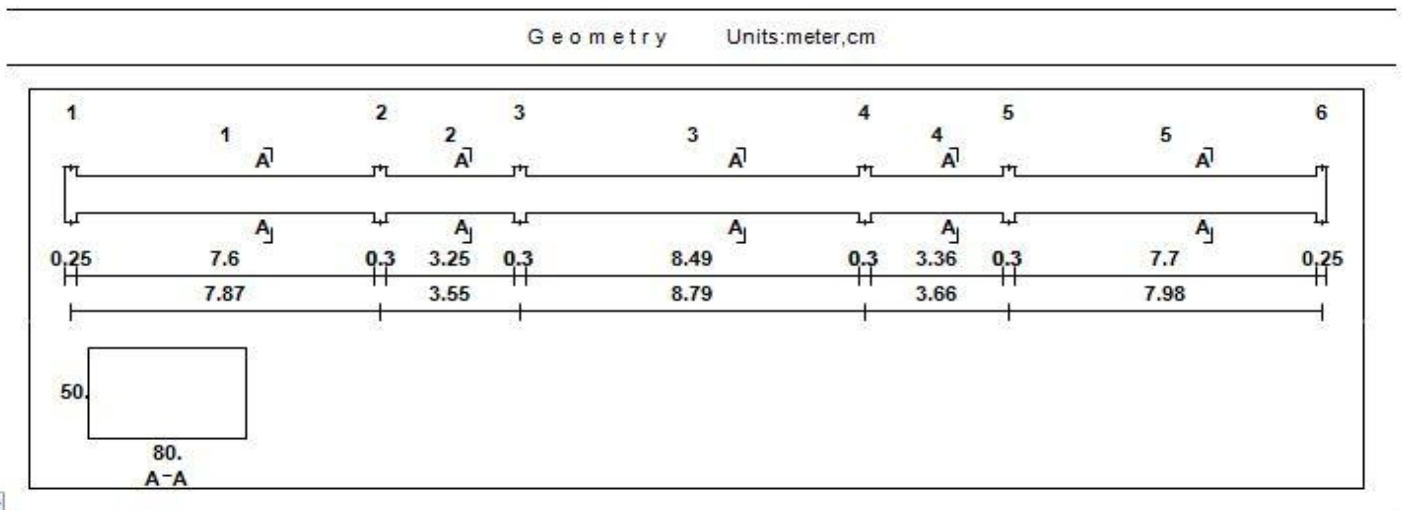 Geometry Units:meter,cm
1 2 3 4 5 6
1 2 3 4 5
A A A A A
A A A A A
0.25 7.6 0.3 3.25 0.3 8.49 0.3 3.36 0.3 7.7 0.25
7.87 3.55 8.79 3.66 7.98
50.
80.
A-A